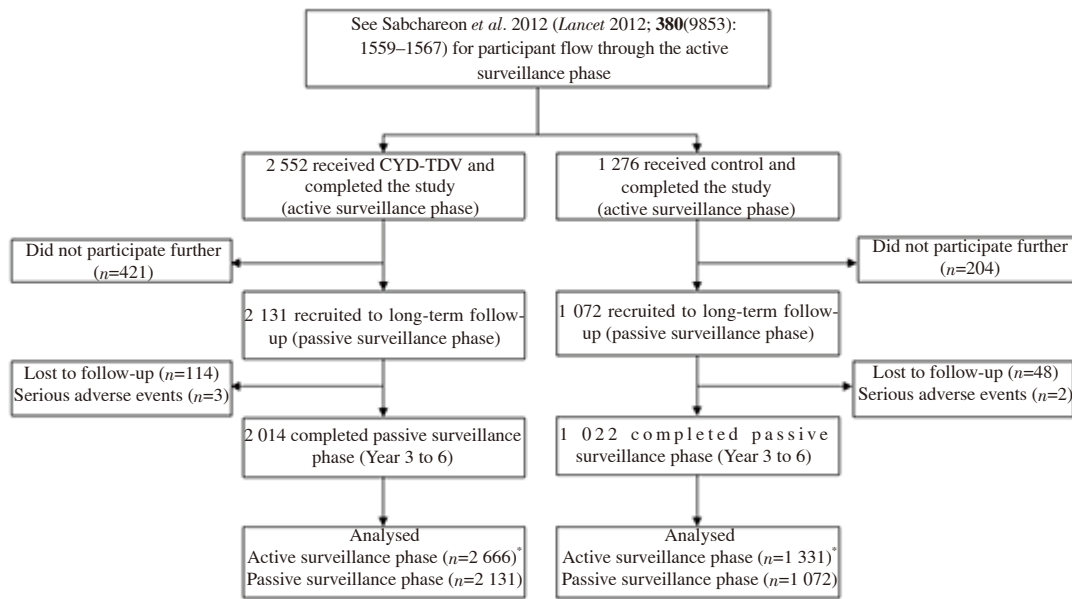 See Sabchareon et al. 2012 (Lancet 2012; 380(9853):
1559–1567) for participant flow through the active
surveillance phase
2 552 received CYD-TDV and
completed the study
(active surveillance phase)
1 276 received control and
completed the study
(active surveillance phase)
Did not participate further
(n=421)
Did not participate further
(n=204)
2 131 recruited to long-term follow-
up (passive surveillance phase)
1 072 recruited to long-term follow-
up (passive surveillance phase)
Lost to follow-up (n=114)
Serious adverse events (n=3)
Lost to follow-up (n=48)
Serious adverse events (n=2)
2 014 completed passive surveillance
phase (Year 3 to 6)
1 022 completed passive
surveillance phase (Year 3 to 6)
Analysed
Active surveillance phase (n=2 666)*
Passive surveillance phase (n=2 131)
Analysed
Active surveillance phase (n=1 331)*
Passive surveillance phase (n=1 072)